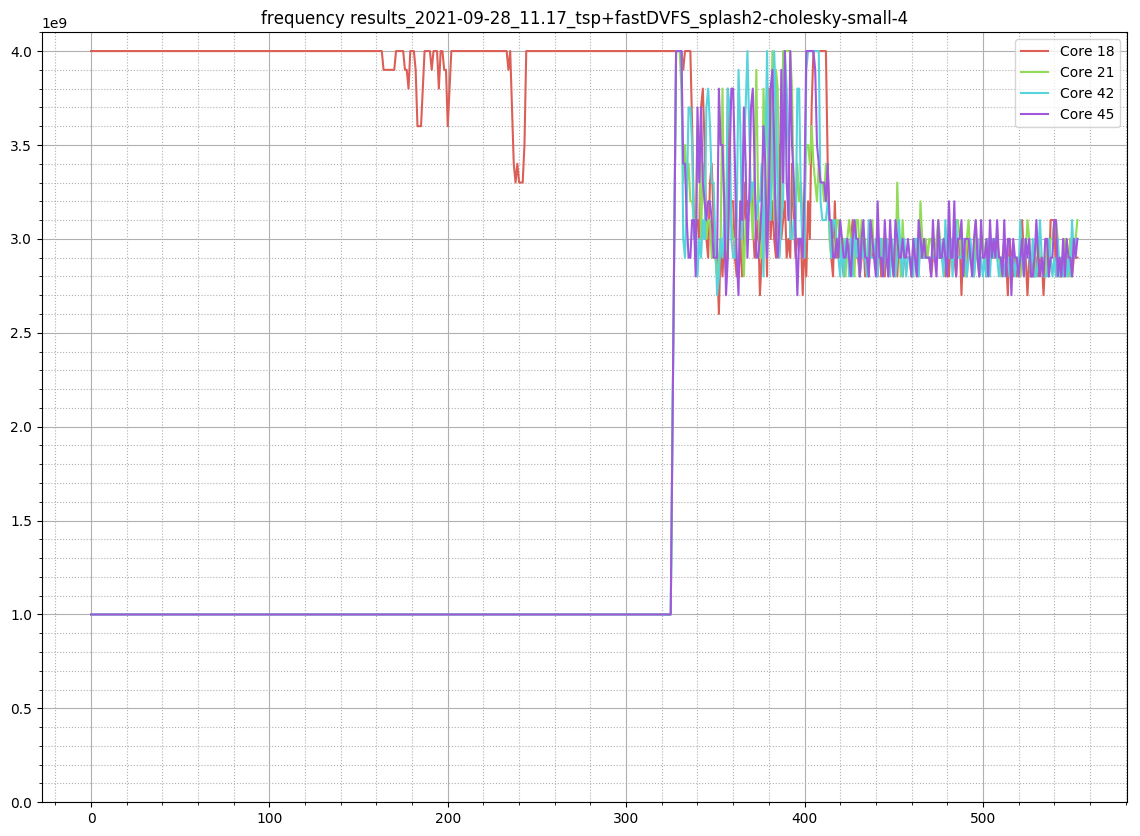 frequency results_2021-09-28_11.17_tsp+fastDVFS_splash2-cholesky-small-4
1e9
4.0
3.5
3.0
2.5
2.0
1.5
1.0
0.5
0.0
0 100 200 300 400 500
Core 18
Core 21
Core 42
Core 45